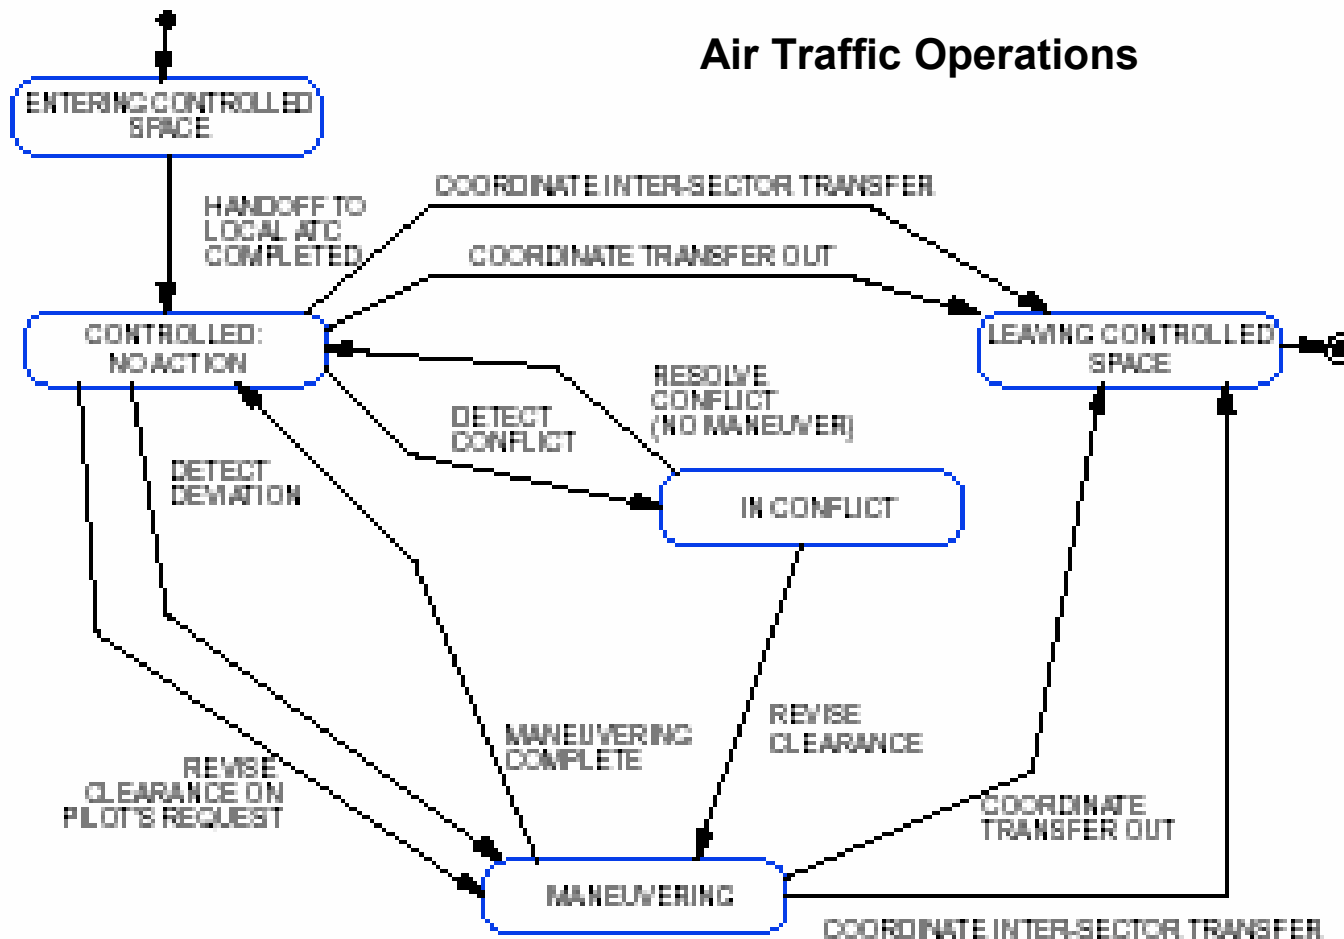 Air Traffic Operations
ENTERING CONTROLLED
SPACE
COORDINATE INTER-SECTOR TRANSFER
HANDOFF TO
LOCAL ATC
COMPLETED
COORDINATE TRANSFER OUT
CONTROLLED:
NO ACTION
LEAVING CONTROLLED
SPACE
RESOLVE
CONFLICT
(NO MANEUVER)
DETECT
CONFLICT
DETECT
DEVIATION
IN CONFLICT
MANEUVERING
COMPLETE
REVISE
CLEARANCE
REVISE
CLEARANCE ON
PILOT'S REQUEST
COORDINATE
TRANSFER OUT
MANEUVERING
COORDINATE INTER-SECTOR TRANSFER